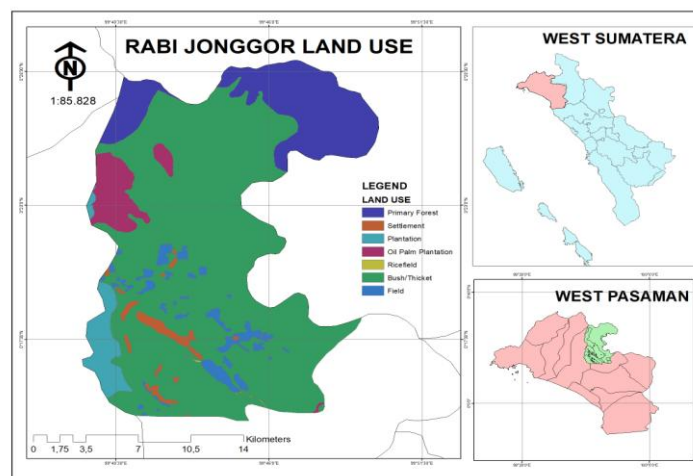 RABI JONGGOR LAND USE
N
1:85.828
LEGEND
LAND USE
Primary Forest
Settlement
Plantation
Oil Palm Plantation
Ricefield
Bush/Thicket
Field
Kilometers
0 1,75 3,5 7 10,5 14
WEST SUMATERA
WEST PASAMAN